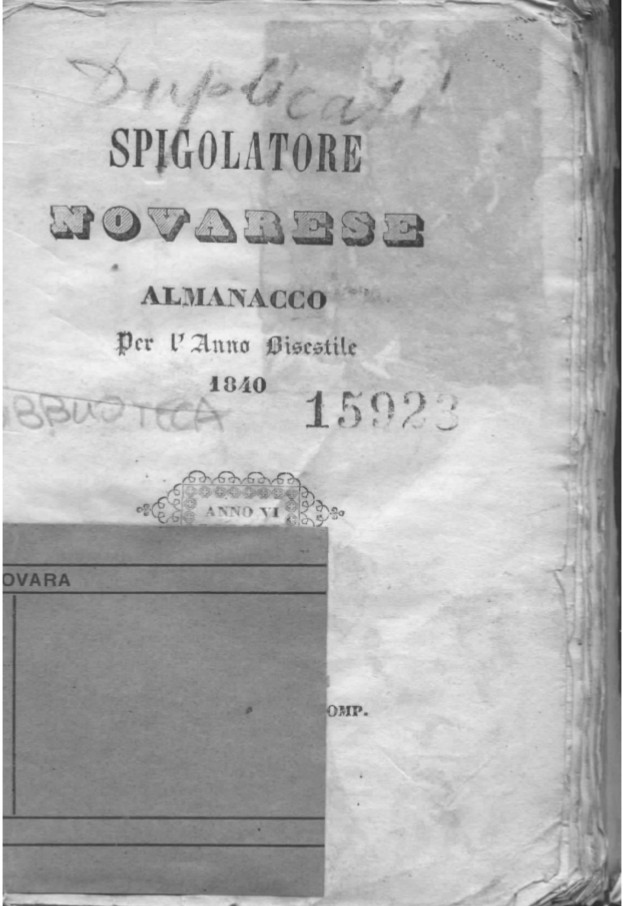 Duplicati
SPIGOLATORE
NOVARESE
ALMANACCO
Per l'Anno Bisestile
1840
BIBLIOTECA
15923
ANNO VI
OVARA
OMP.